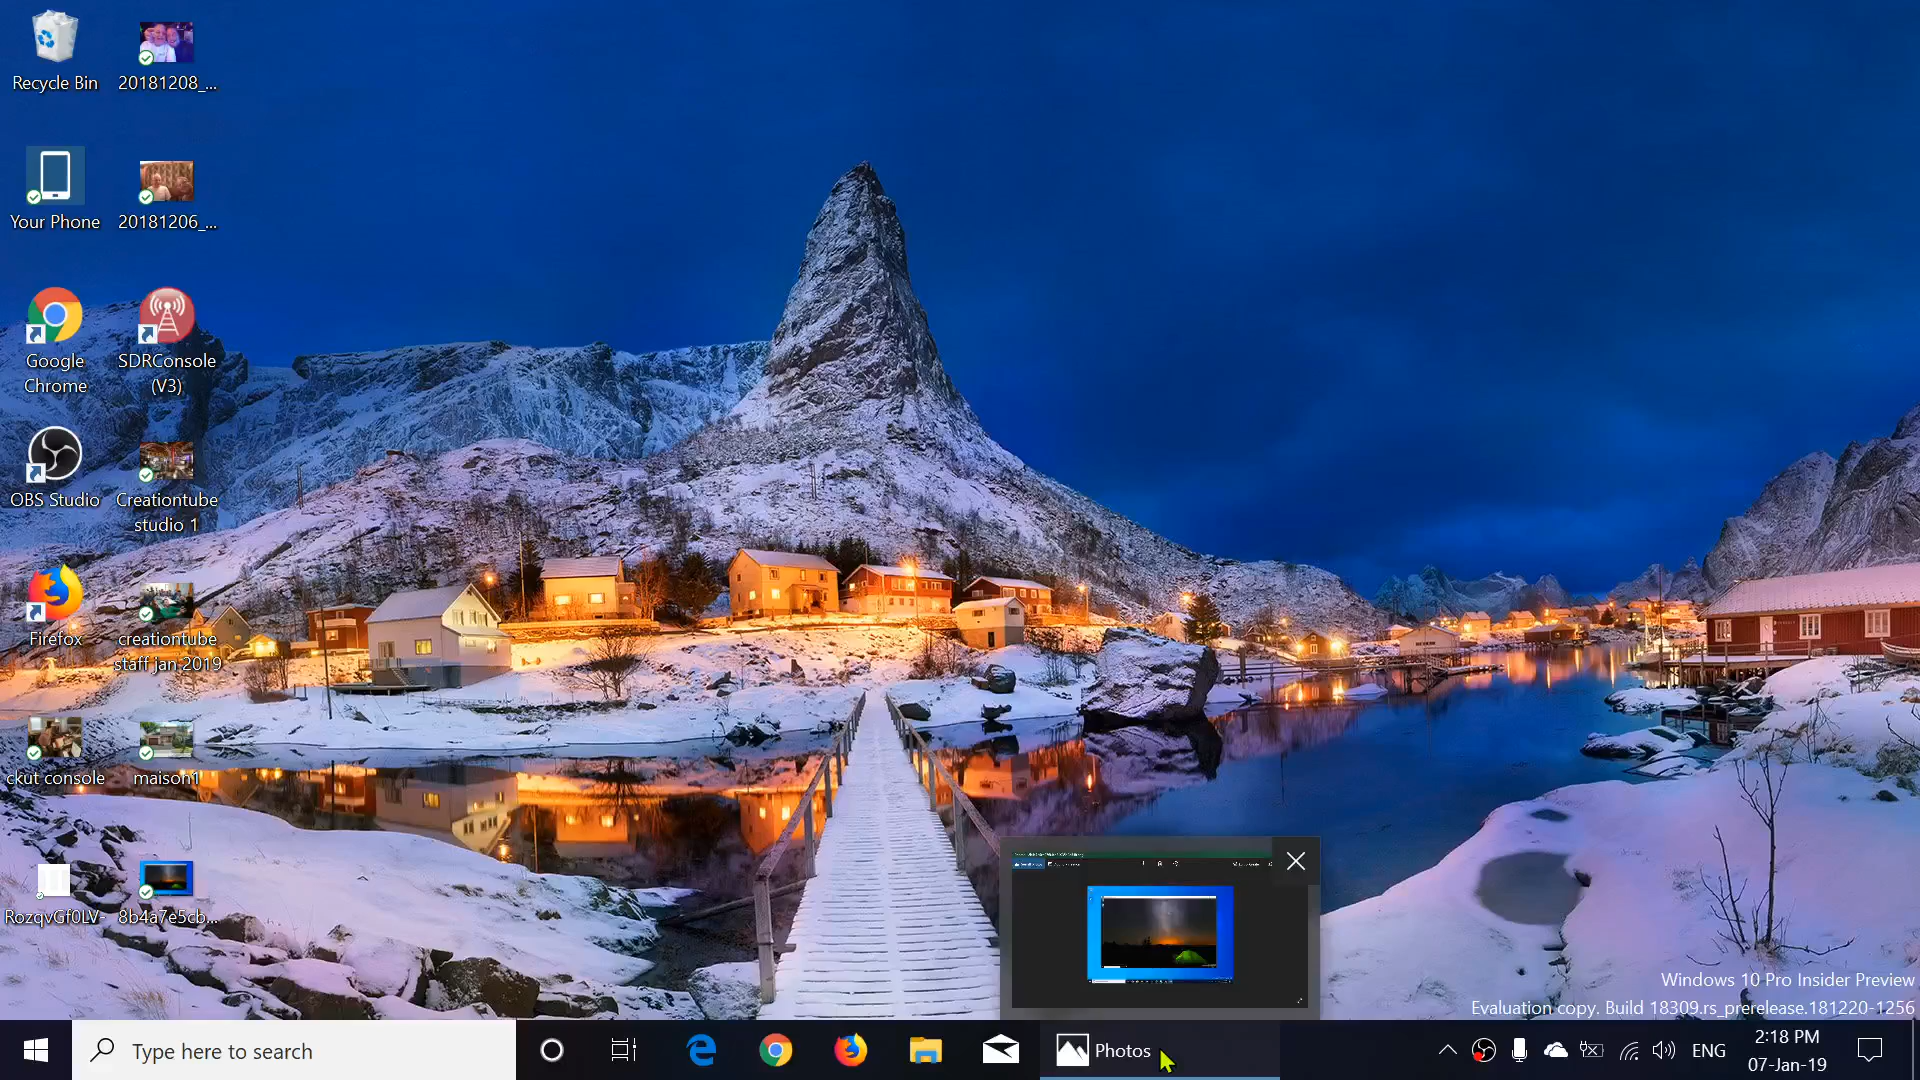 Recycle Bin
20181208_...
Your Phone
20181206_...
Google
Chrome
SDRConsole
(V3)
OBS Studio
Creationtube
studio 1
Firefox
creationtube
staff jan 2019
ckut console
maison1
RozqvGf0LV-
8b4a7e5cb...
Windows 10 Pro Insider Preview
Evaluation copy. Build 18309.rs_prerelease.181220-1256
Type here to search
Photos
ENG
2:18 PM
07-Jan-19